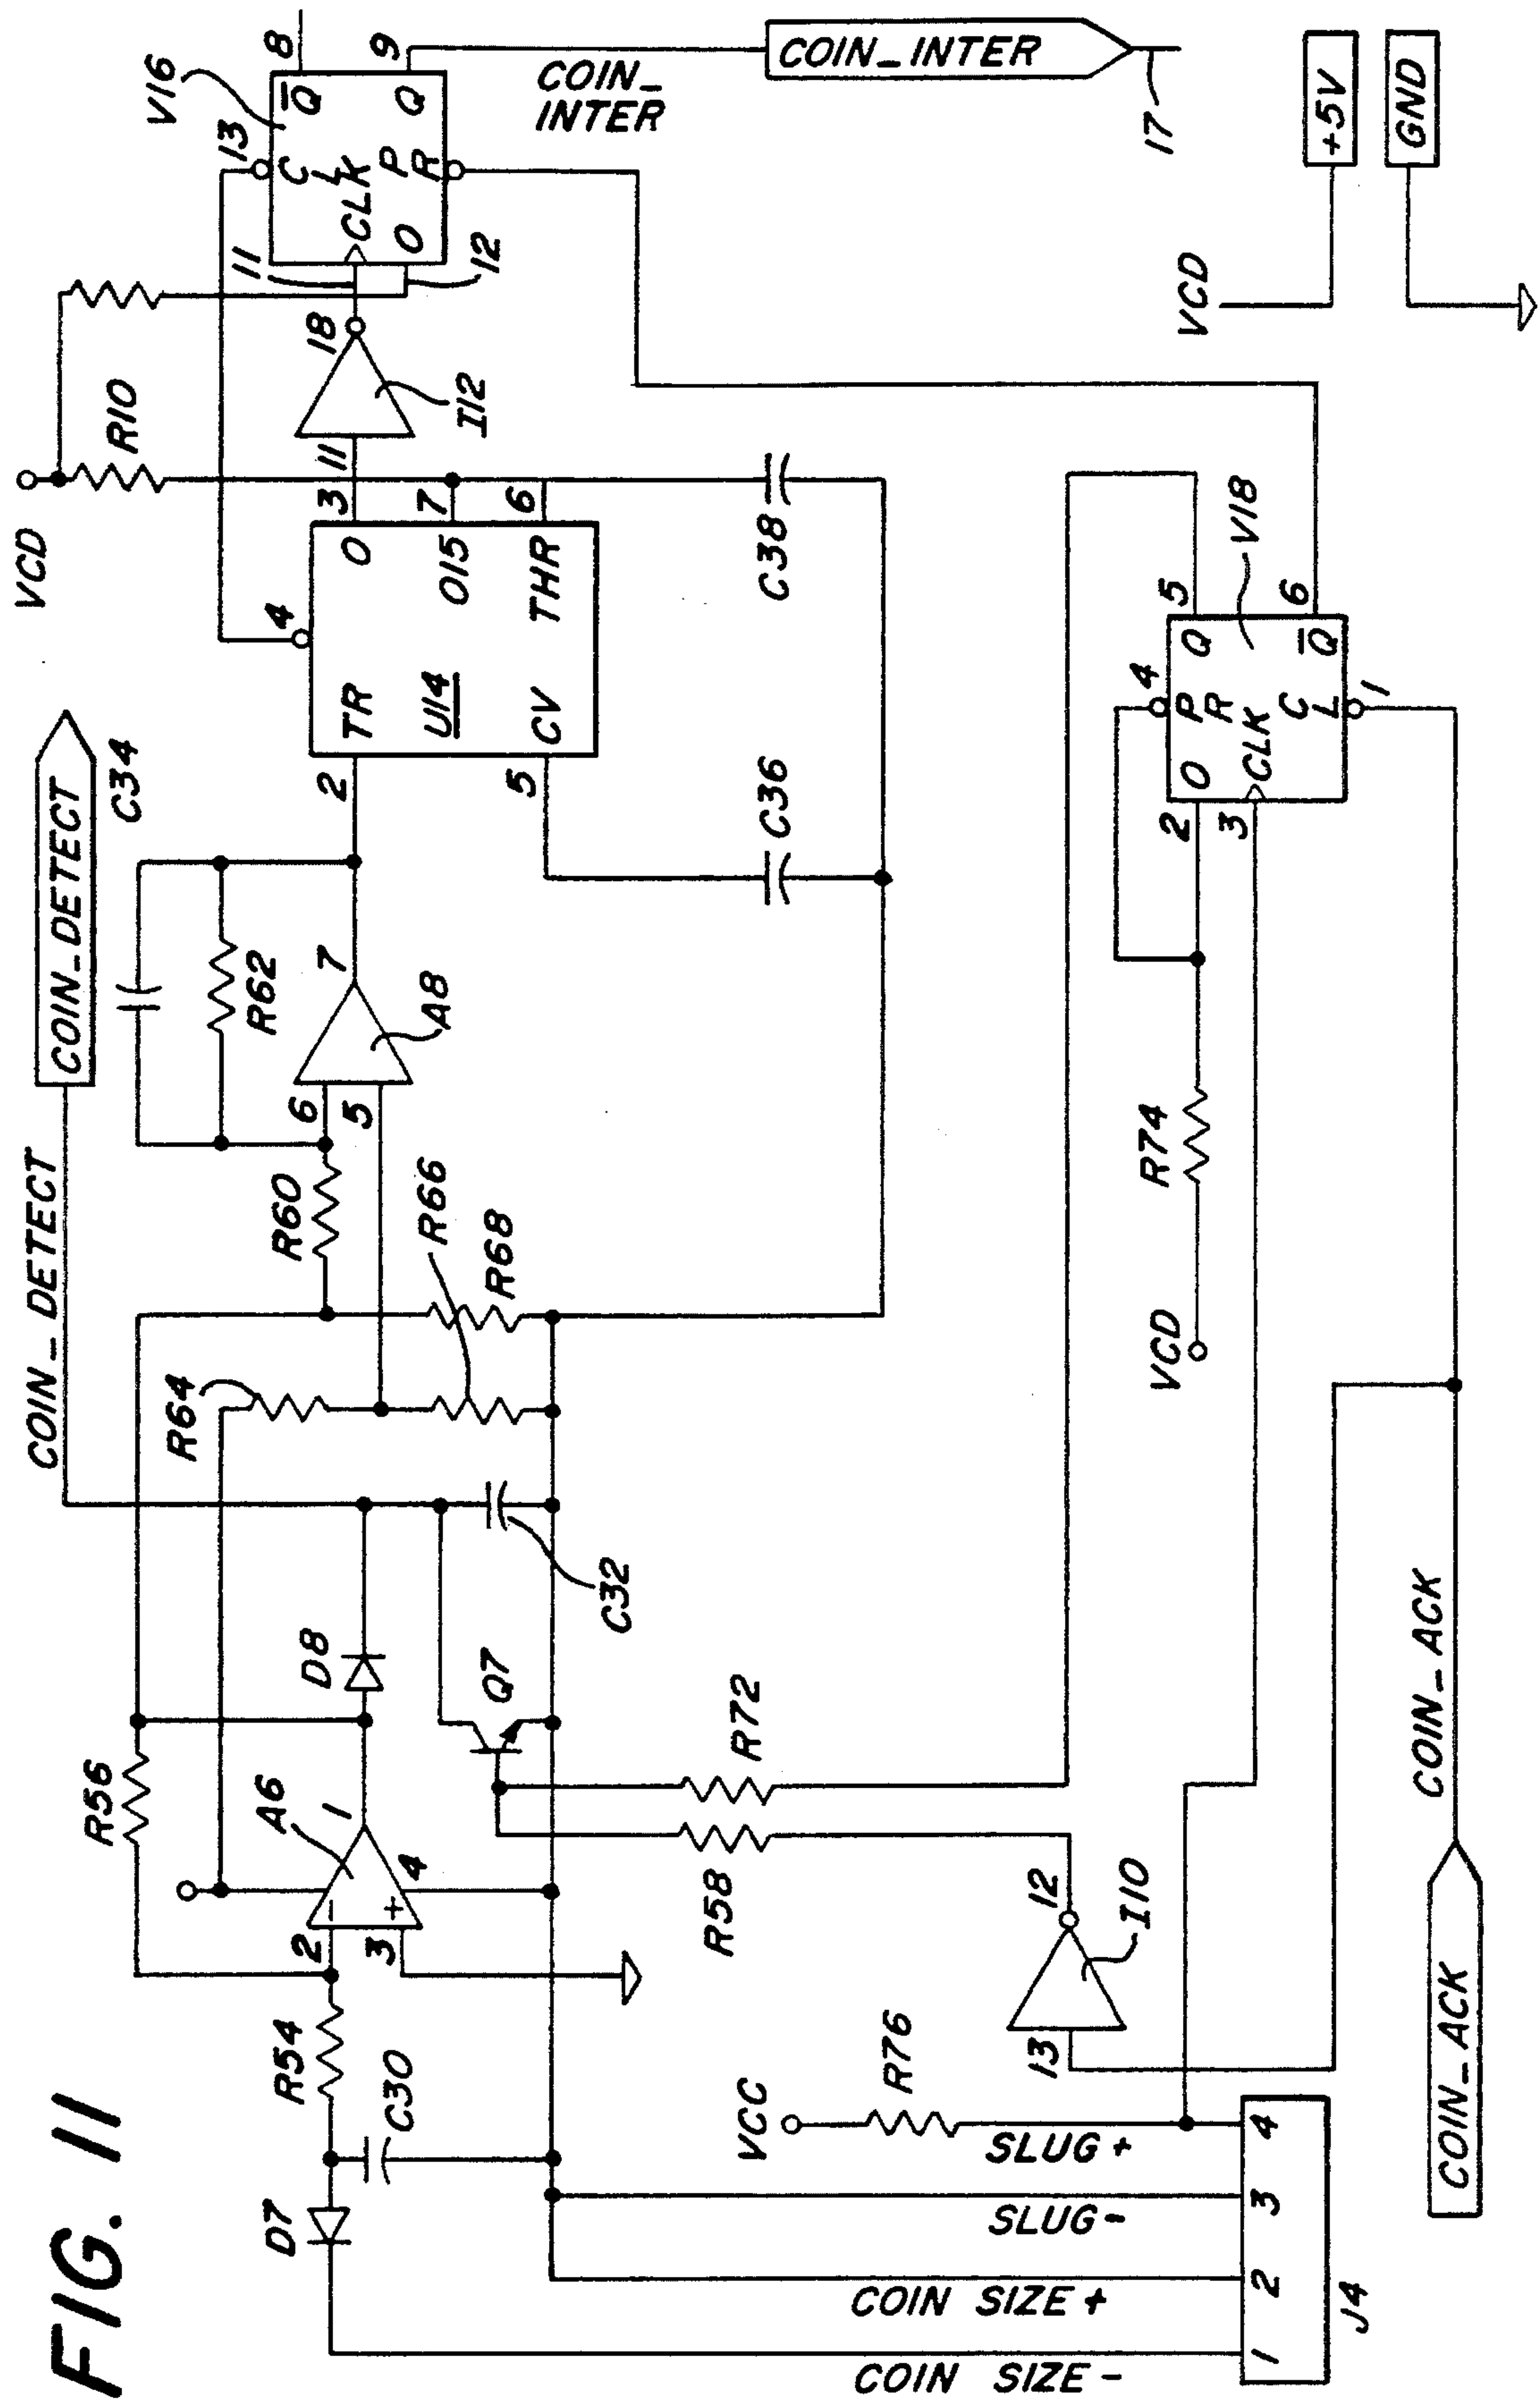 FIG. 11
COIN_DETECT
COIN_DETECT
C34
VCD
R10
V16
13
8
Q̅
C
L
CLK
P
R
Q
9
O
11
12
COIN_
INTER
COIN_INTER
17
+5V
GND
VCD
R56
A6
1
2
3
4
−
+
R54
D7
C30
D8
Q7
C32
R64
R60
R66
R68
6
5
7
A8
R62
2
TR
U14
CV
5
4
O
O15
THR
3
7
6
11
18
I12
C36
C38
R72
R58
12
13
I10
VCC
R76
SLUG+
SLUG-
COIN SIZE+
COIN SIZE-
1
2
3
4
J4
VCD
R74
2
3
4
O
P
R
CLK
C
L
Q
Q̅
5
6
1
V18
COIN_ACK
COIN_ACK